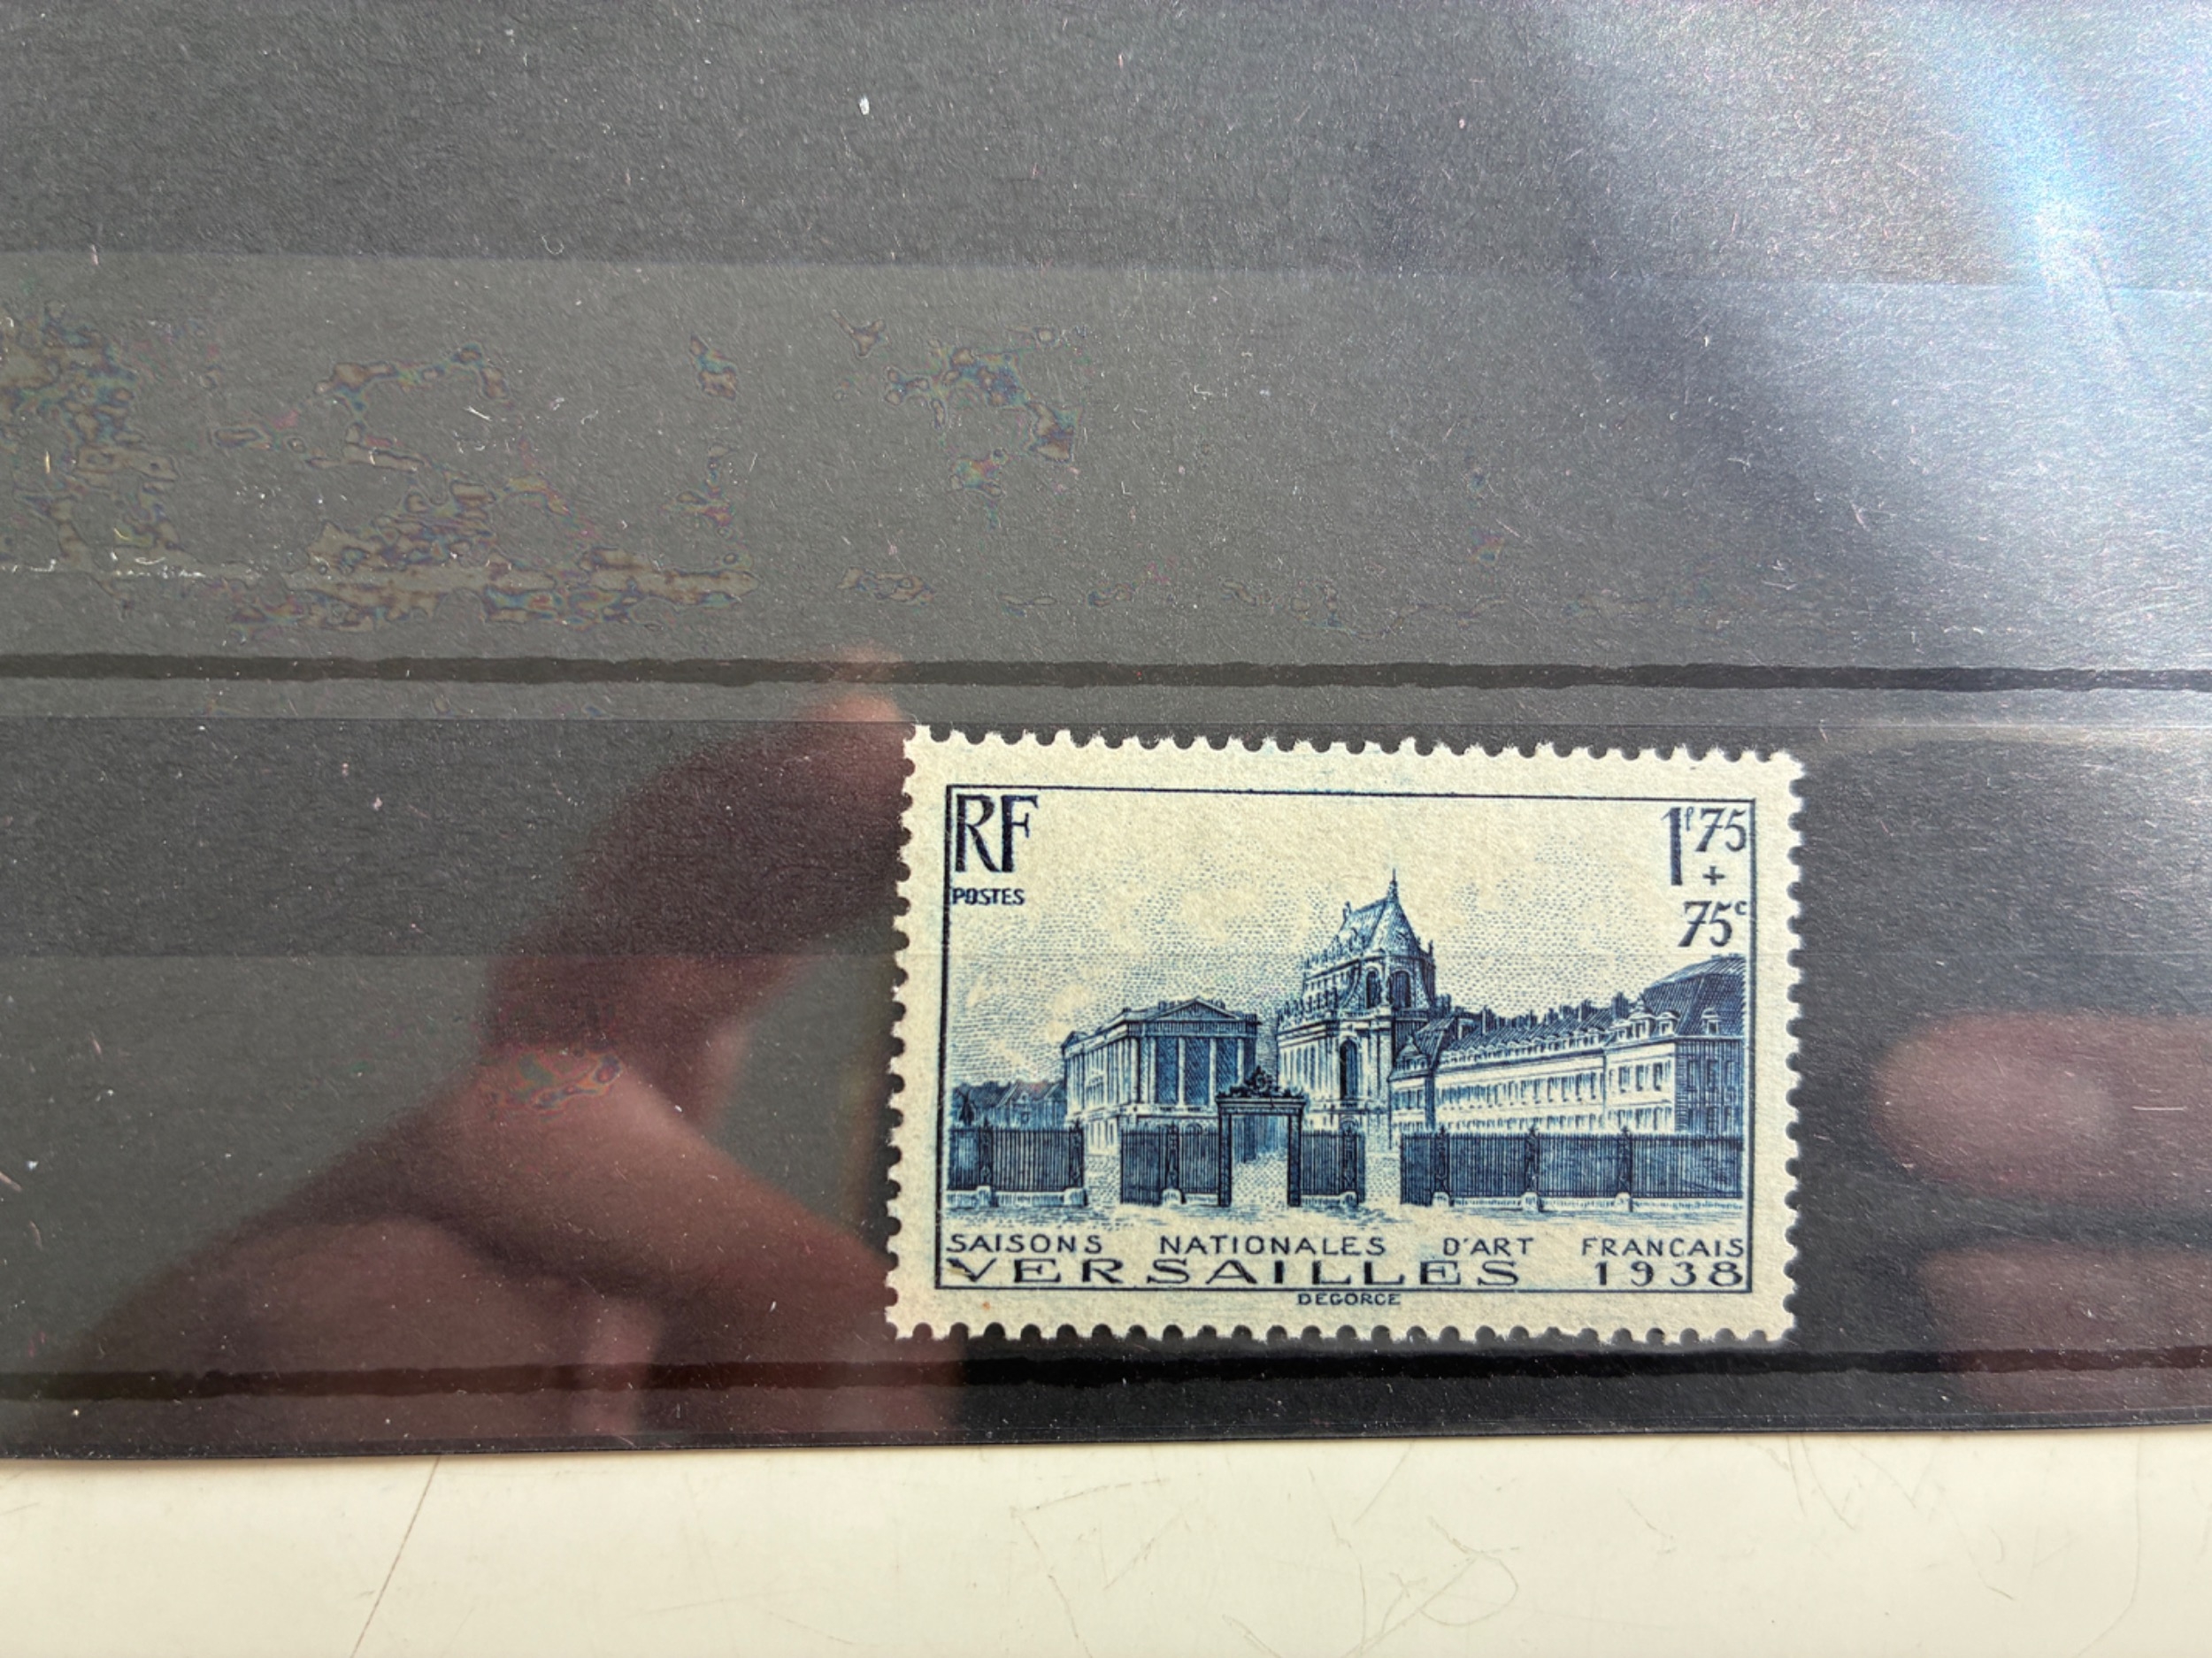 RF
POSTES
1f75
+
75c
SAISONS NATIONALES D'ART FRANCAIS
VERSAILLES 1938
DEGORCE